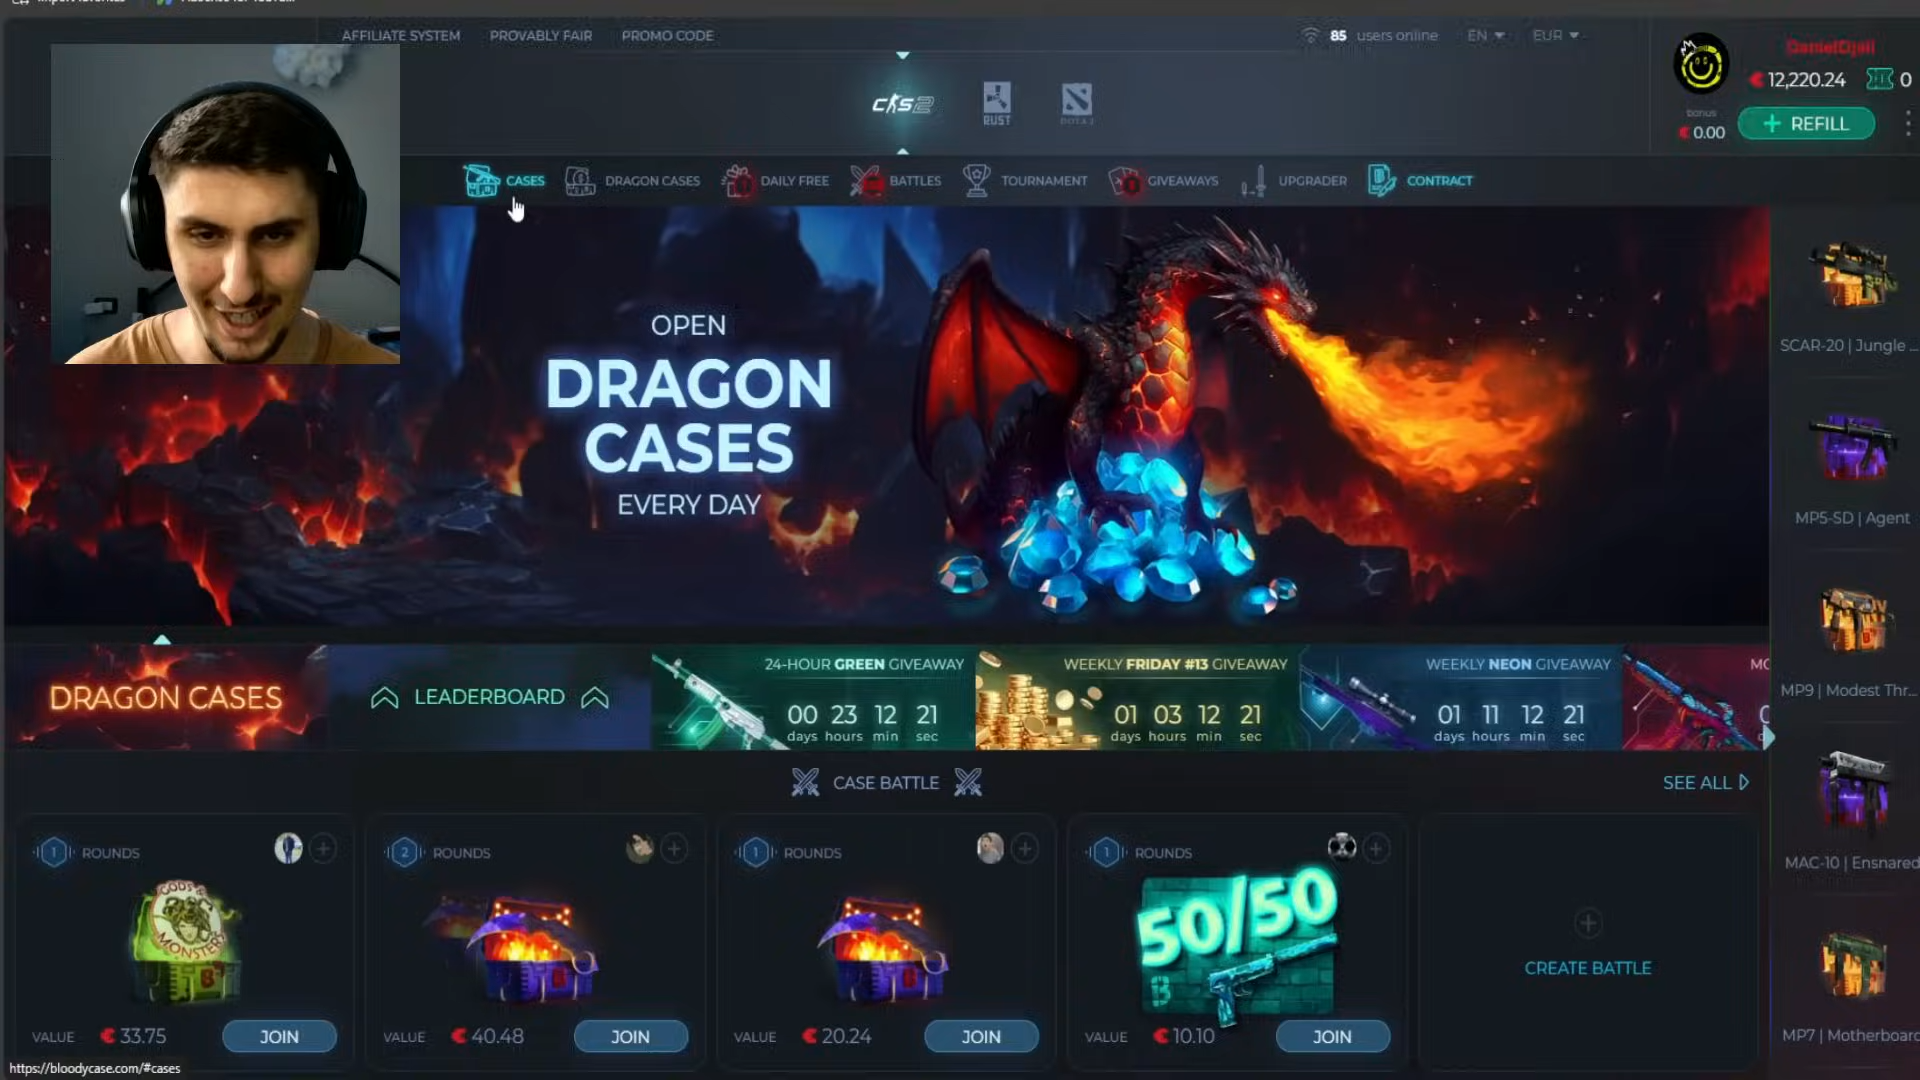 AFFILIATE SYSTEM
PROVABLY FAIR
PROMO CODE
85 users online
EN
EUR
12,220.24
0
bonus
0.00
+ REFILL
CS2
RUST
DOTA 2
CASES
DRAGON CASES
DAILY FREE
BATTLES
TOURNAMENT
GIVEAWAYS
UPGRADER
CONTRACT
OPEN
DRAGON
CASES
EVERY DAY
SCAR-20 | Jungle ...
MP5-SD | Agent
MP9 | Modest Thr...
MAC-10 | Ensnared
MP7 | Motherboard
DRAGON CASES
LEADERBOARD
24-HOUR GREEN GIVEAWAY
00 23 12 21
days hours min sec
WEEKLY FRIDAY #13 GIVEAWAY
01 03 12 21
days hours min sec
WEEKLY NEON GIVEAWAY
01 11 12 21
days hours min sec
CASE BATTLE
SEE ALL
1 ROUNDS
GODS &
MONSTERS
VALUE 33.75
JOIN
2 ROUNDS
VALUE 40.48
JOIN
1 ROUNDS
VALUE 20.24
JOIN
1 ROUNDS
50/50
VALUE 10.10
JOIN
CREATE BATTLE
https://bloodycase.com/#cases